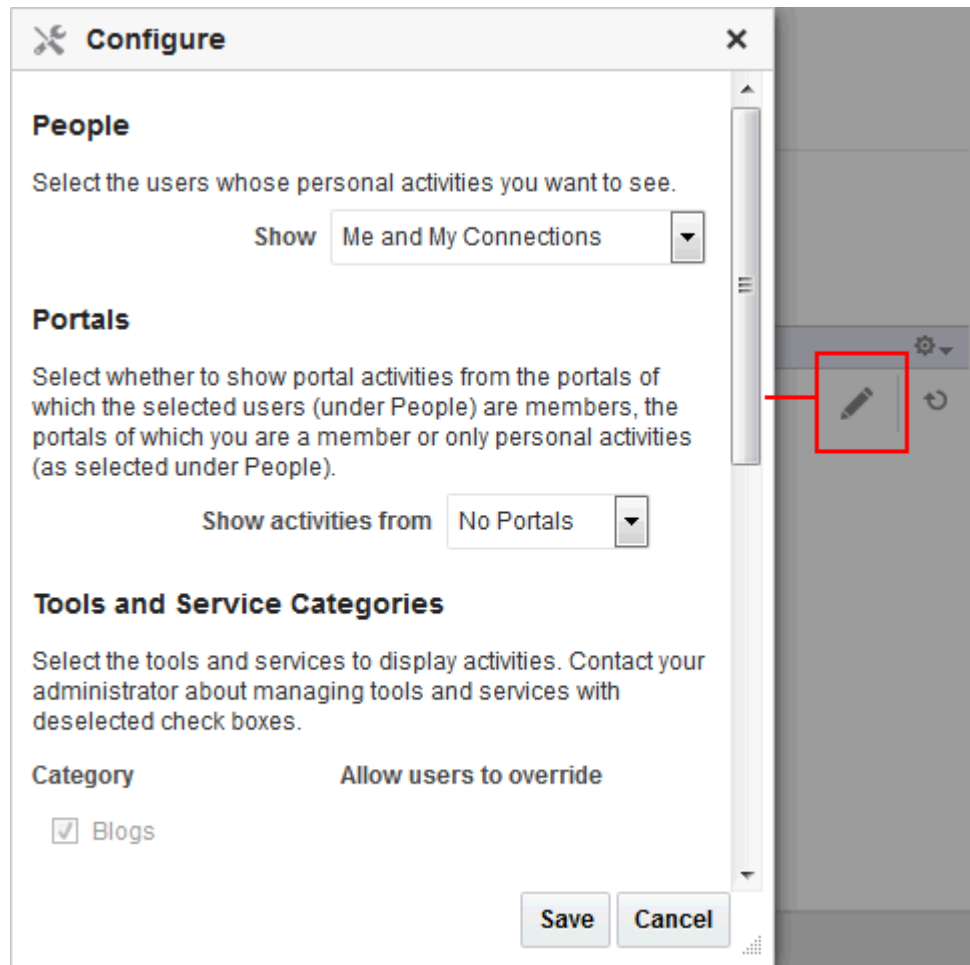 Configure
People
Select the users whose personal activities you want to see.
Show Me and My Connections
Portals
Select whether to show portal activities from the portals of
which the selected users (under People) are members, the
portals of which you are a member or only personal activities
(as selected under People).
Show activities from No Portals
Tools and Service Categories
Select the tools and services to display activities. Contact your
administrator about managing tools and services with
deselected check boxes.
Category Allow users to override
Blogs
Save Cancel